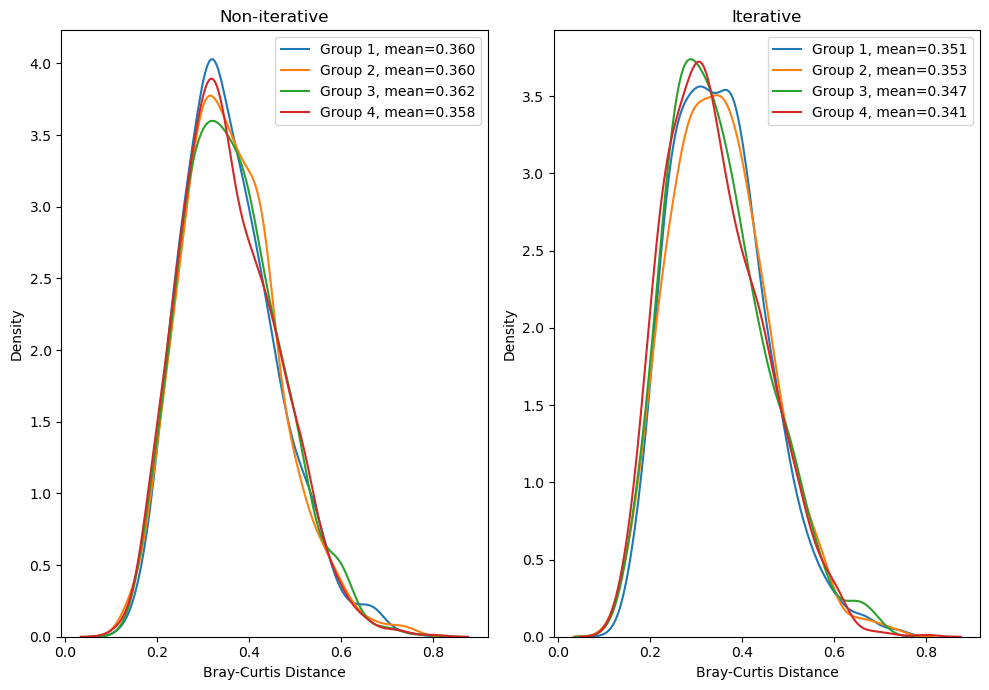 Non-iterative
Group 1, mean=0.360
Group 2, mean=0.360
Group 3, mean=0.362
Group 4, mean=0.358
4.0
3.5
3.0
2.5
2.0
1.5
1.0
0.5
0.0
Density
0.0 0.2 0.4 0.6 0.8
Bray-Curtis Distance
Iterative
Group 1, mean=0.351
Group 2, mean=0.353
Group 3, mean=0.347
Group 4, mean=0.341
3.5
3.0
2.5
2.0
1.5
1.0
0.5
0.0
Density
0.0 0.2 0.4 0.6 0.8
Bray-Curtis Distance